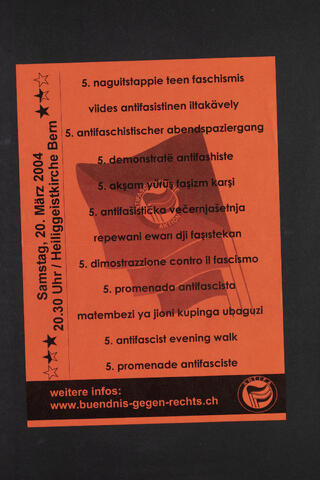 5. naguitstappie teen faschismis
viides antifasistinen iltakävely
5. antifaschistischer abendspaziergang
5. demonstratë antifashiste
5. akşam yürüş faşizm karşi
5. antifašistička večernjašetnja
repewani ewarı dji faşıstekan
5. dimostrazzione contro il fascismo
5. promenada antifascista
matembezi ya jioni kupinga ubaguzi
5. antifascist evening walk
5. promenade antifasciste
Samstag, 20. März 2004
20.30 Uhr / Heiliggeistkirche Bern
weitere infos:
www.buendnis-gegen-rechts.ch